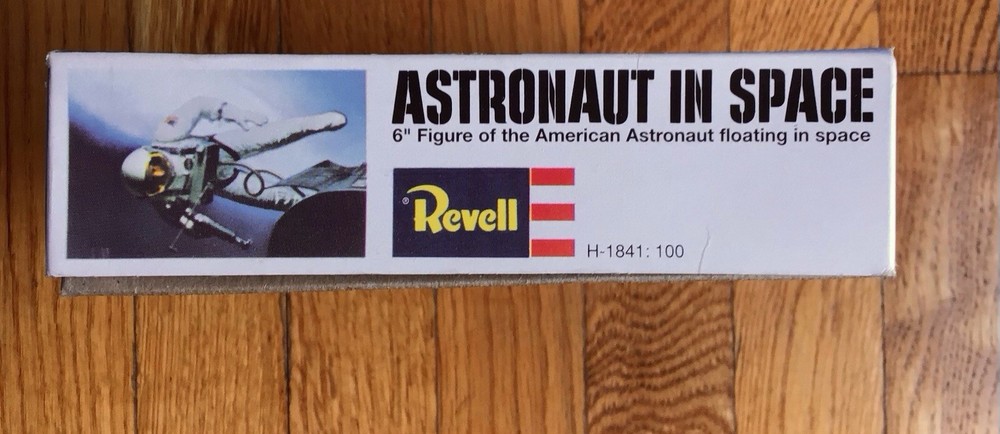 ASTRONAUT IN SPACE
6" Figure of the American Astronaut floating in space
® Revell
H-1841: 100